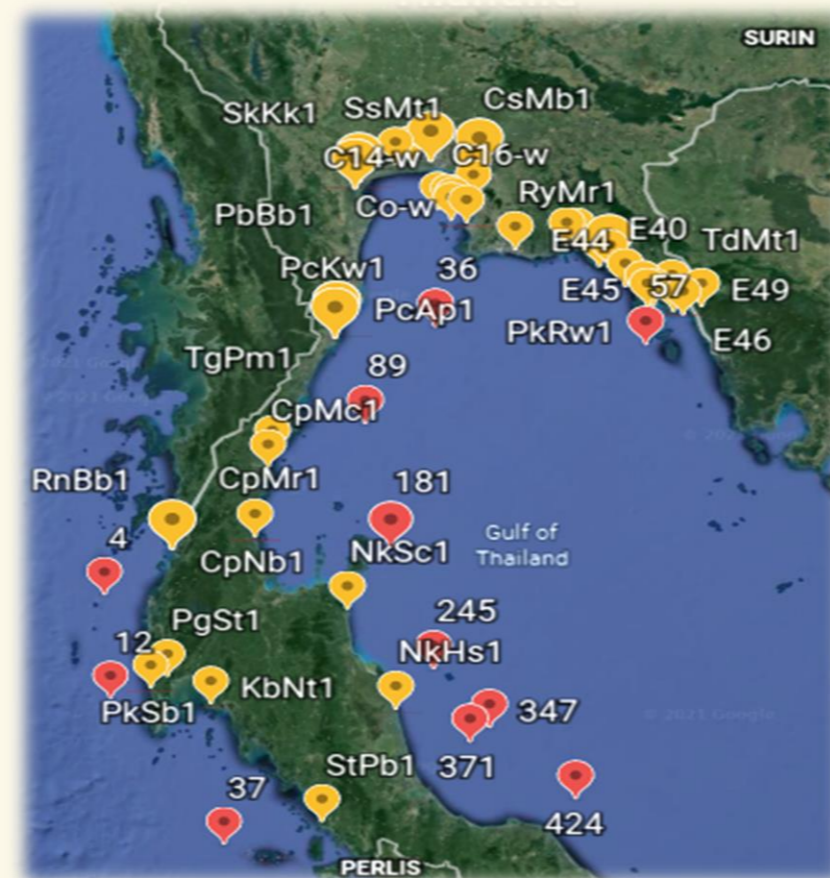 SURIN
CsMb1
SsMt1
SkKk1
C14-w
C16-w
RyMr1
Co-w
PbBb1
E44
E40
TdMt1
PcKw1
36
E45
57
E49
PcAp1
PkRw1
E46
TgPm1
89
CpMc1
RnBb1
CpMr1
181
4
Gulf of
Thailand
CpNb1
NkSc1
PgSt1
245
12
NkHs1
KbNt1
PkSb1
347
StPb1
371
37
424
PERLIS
© 2021 Google